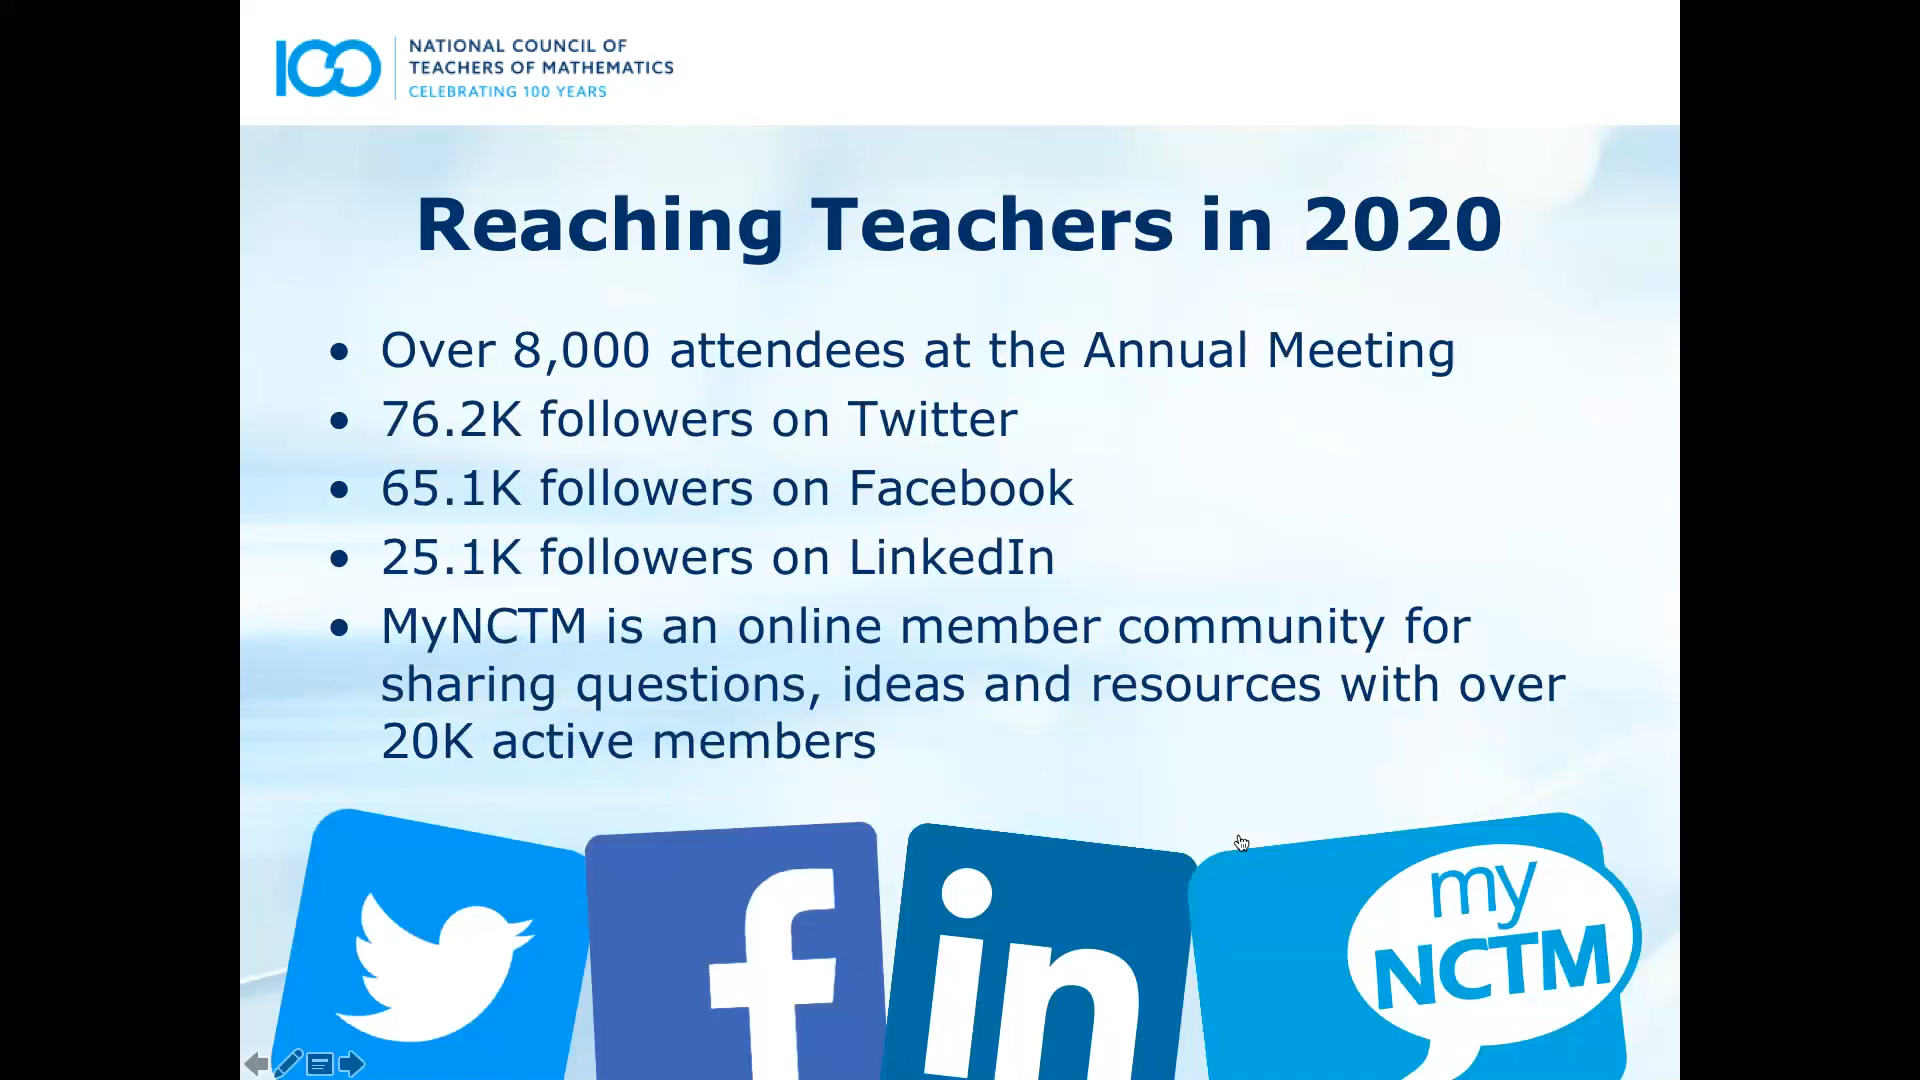 100
NATIONAL COUNCIL OF
TEACHERS OF MATHEMATICS
CELEBRATING 100 YEARS
Reaching Teachers in 2020
• Over 8,000 attendees at the Annual Meeting
• 76.2K followers on Twitter
• 65.1K followers on Facebook
• 25.1K followers on LinkedIn
• MyNCTM is an online member community for
sharing questions, ideas and resources with over
20K active members
f
in
my
NCTM